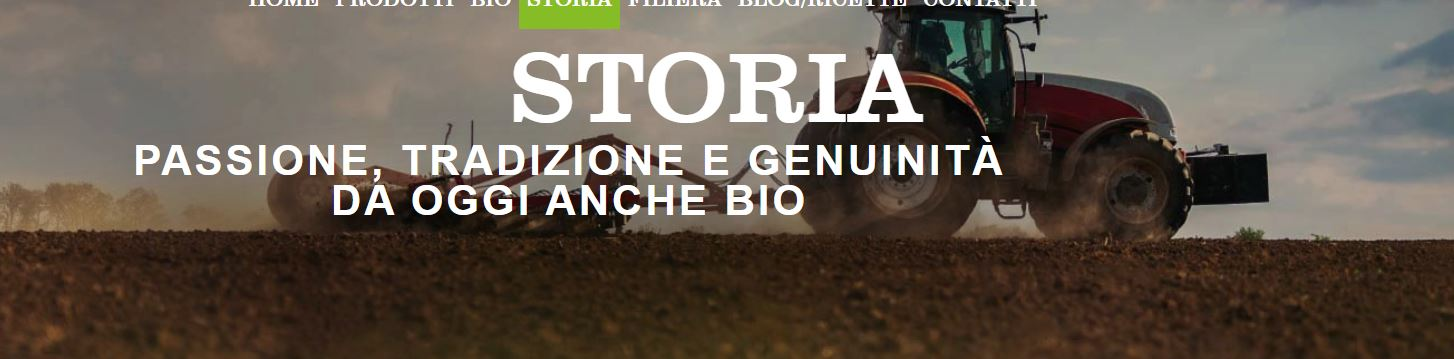 HOME PRODOTTI BIO STORIA FILIERA BLOG/RICETTE CONTATTI
STORIA
PASSIONE, TRADIZIONE E GENUINITÀ
DA OGGI ANCHE BIO